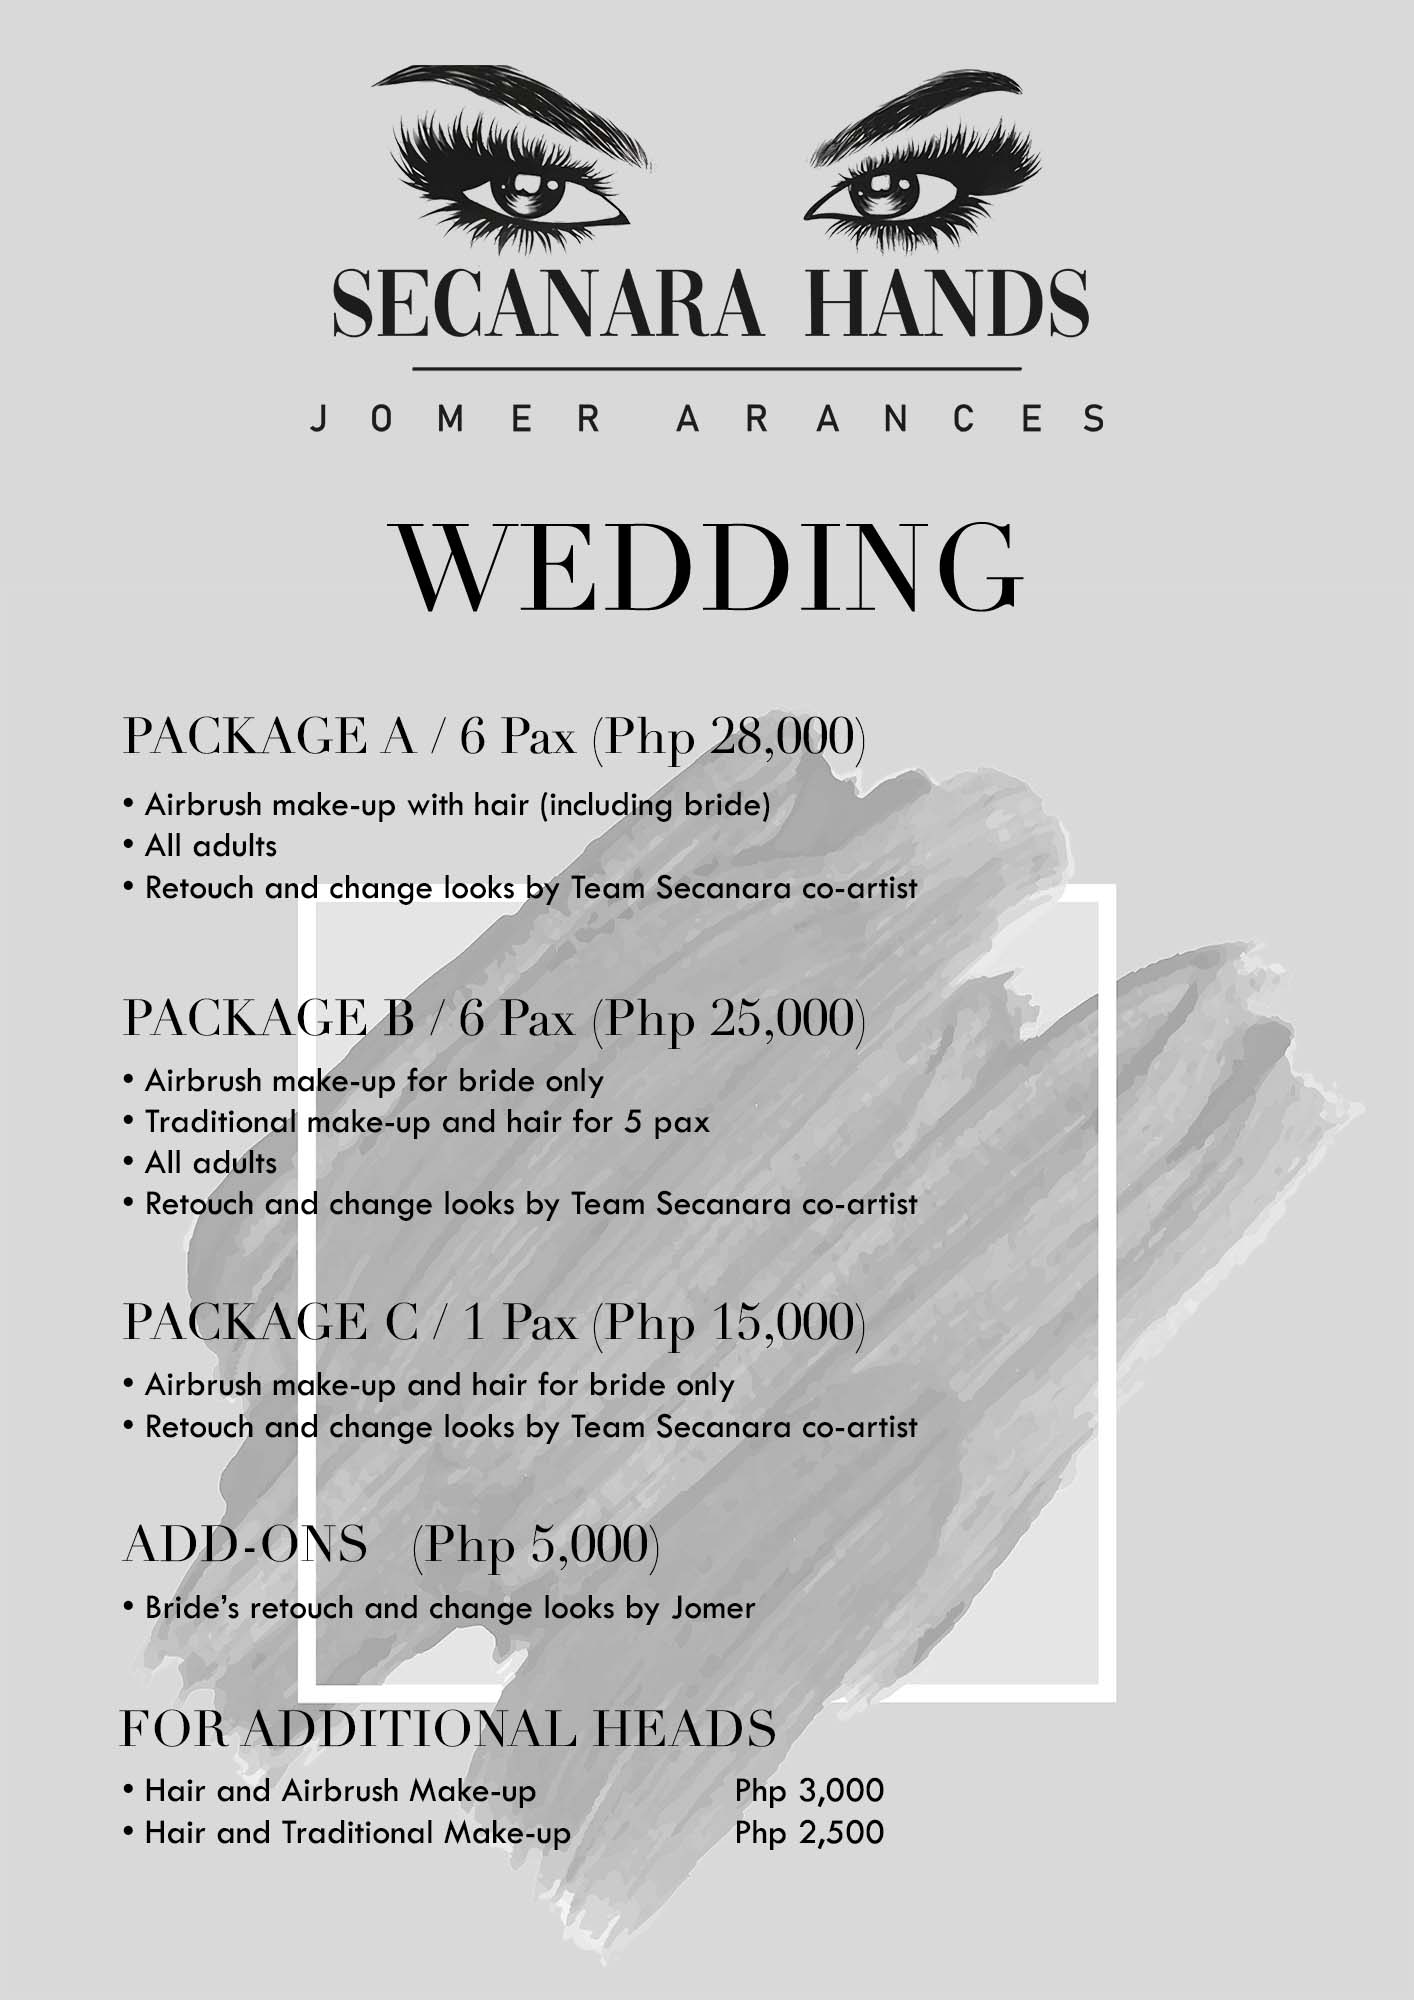 SECANARA HANDS
JOMER ARANCES
WEDDING
PACKAGE A / 6 Pax (Php 28,000)
• Airbrush make-up with hair (including bride)
• All adults
• Retouch and change looks by Team Secanara co-artist
PACKAGE B / 6 Pax (Php 25,000)
• Airbrush make-up for bride only
• Traditional make-up and hair for 5 pax
• All adults
• Retouch and change looks by Team Secanara co-artist
PACKAGE C / 1 Pax (Php 15,000)
• Airbrush make-up and hair for bride only
• Retouch and change looks by Team Secanara co-artist
ADD-ONS (Php 5,000)
• Bride’s retouch and change looks by Jomer
FOR ADDITIONAL HEADS
• Hair and Airbrush Make-up Php 3,000
• Hair and Traditional Make-up Php 2,500